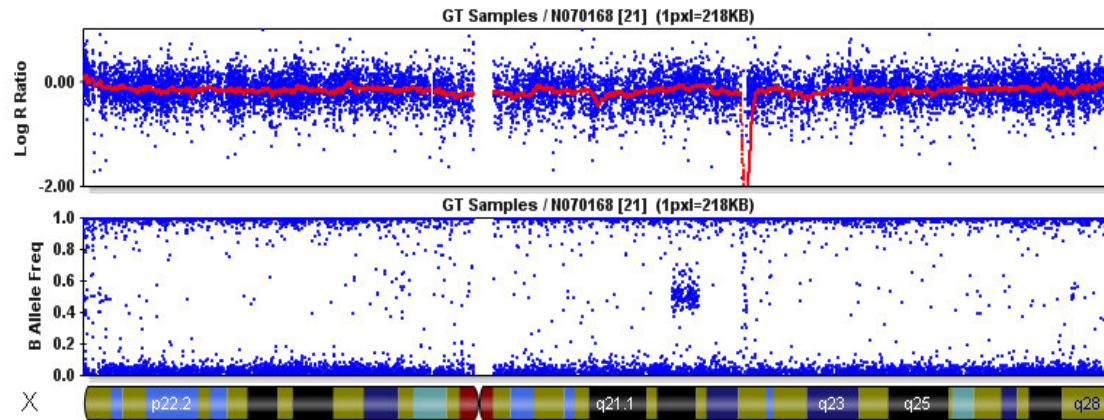 GT Samples / N070168 [21]  (1pxl=218KB)
Log R Ratio
0.00
-2.00
GT Samples / N070168 [21]  (1pxl=218KB)
B Allele Freq
1.0
0.8
0.6
0.4
0.2
0.0
X p22.2 q21.1 q23 q25 q28